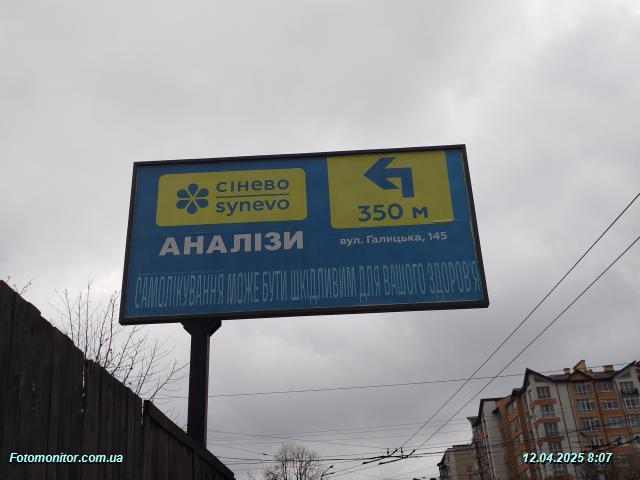 сінево
synevo
350 м
АНАЛІЗИ
вул. Галицька, 145
САМОЛІКУВАННЯ МОЖЕ БУТИ ШКІДЛИВИМ ДЛЯ ВАШОГО ЗДОРОВ'Я
Fotomonitor.com.ua
12.04.2025 8:07